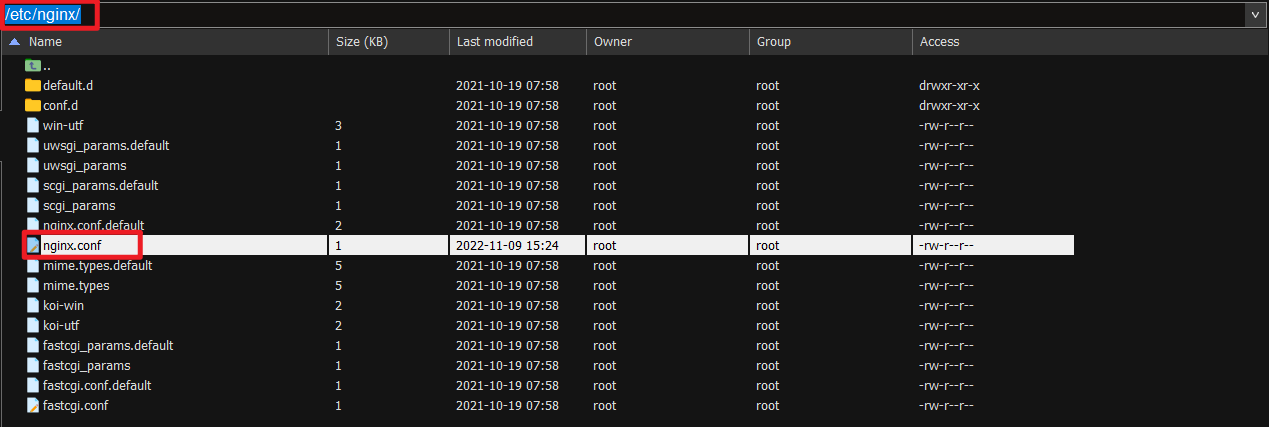 /etc/nginx/
Name Size (KB) Last modified Owner Group Access
..
default.d 2021-10-19 07:58 root root drwxr-xr-x
conf.d 2021-10-19 07:58 root root drwxr-xr-x
win-utf 3 2021-10-19 07:58 root root -rw-r--r--
uwsgi_params.default 1 2021-10-19 07:58 root root -rw-r--r--
uwsgi_params 1 2021-10-19 07:58 root root -rw-r--r--
scgi_params.default 1 2021-10-19 07:58 root root -rw-r--r--
scgi_params 1 2021-10-19 07:58 root root -rw-r--r--
nginx.conf.default 2 2021-10-19 07:58 root root -rw-r--r--
nginx.conf 1 2022-11-09 15:24 root root -rw-r--r--
mime.types.default 5 2021-10-19 07:58 root root -rw-r--r--
mime.types 5 2021-10-19 07:58 root root -rw-r--r--
koi-win 2 2021-10-19 07:58 root root -rw-r--r--
koi-utf 2 2021-10-19 07:58 root root -rw-r--r--
fastcgi_params.default 1 2021-10-19 07:58 root root -rw-r--r--
fastcgi_params 1 2021-10-19 07:58 root root -rw-r--r--
fastcgi.conf.default 1 2021-10-19 07:58 root root -rw-r--r--
fastcgi.conf 1 2021-10-19 07:58 root root -rw-r--r--